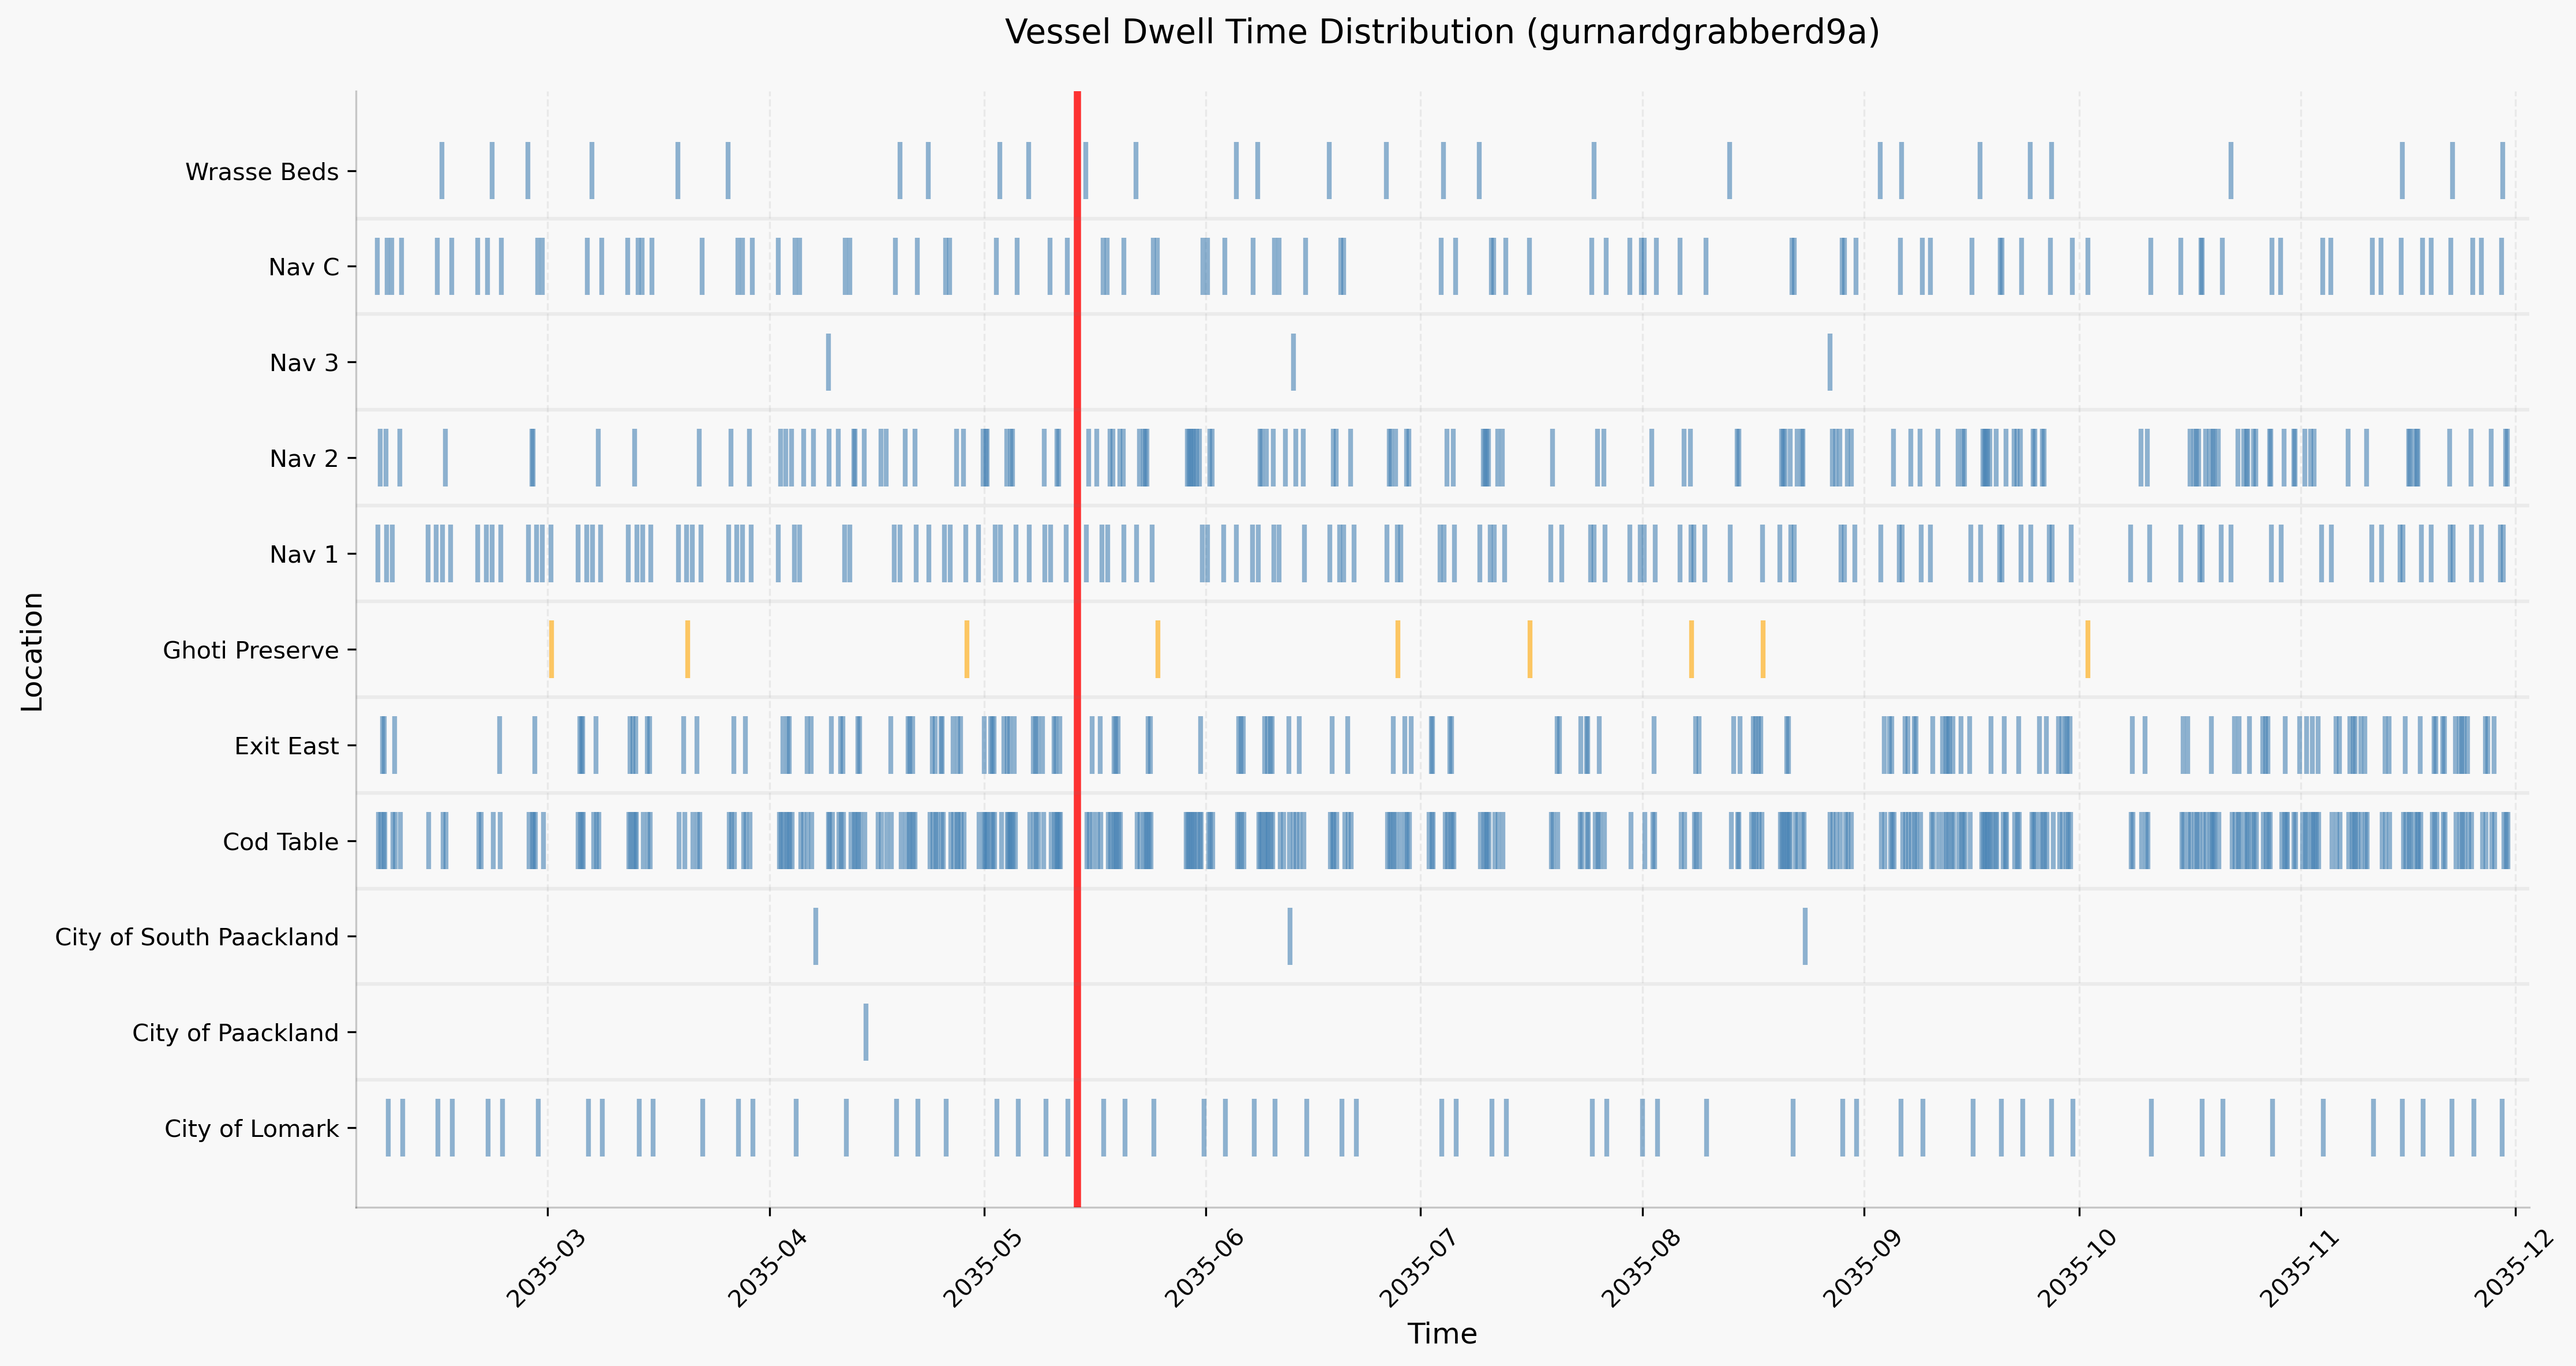 Vessel Dwell Time Distribution (gurnardgrabberd9a)
Wrasse Beds
Nav C
Nav 3
Nav 2
Nav 1
Ghoti Preserve
Exit East
Cod Table
City of South Paackland
City of Paackland
City of Lomark
Location
2035-03
2035-04
2035-05
2035-06
2035-07
2035-08
2035-09
2035-10
2035-11
2035-12
Time